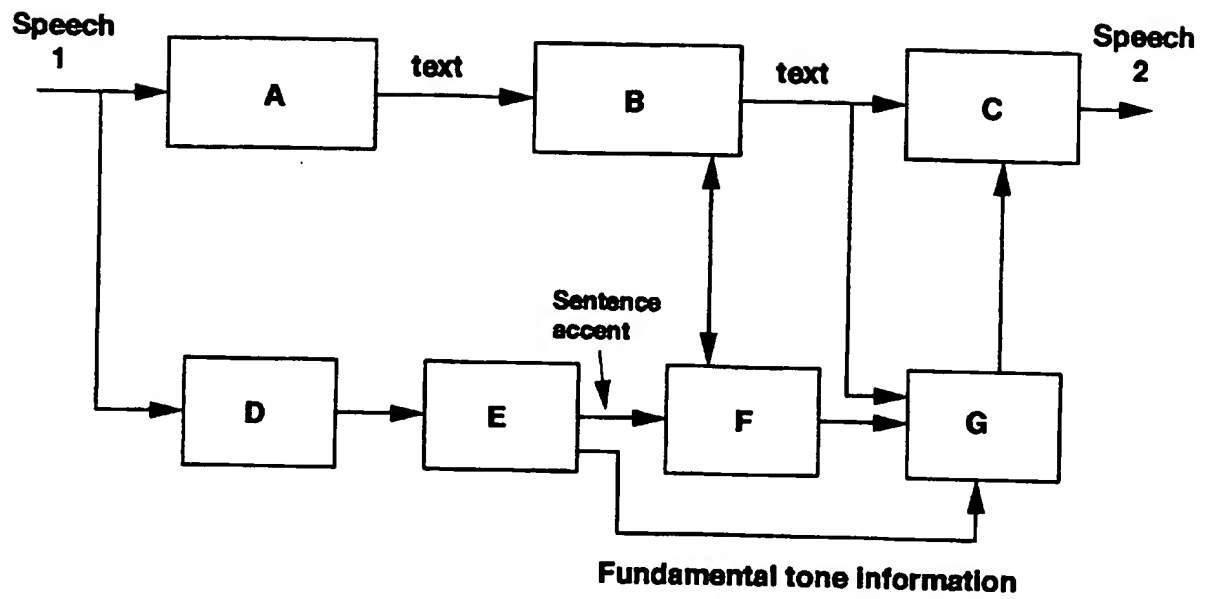 Speech
1
A
text
B
text
C
Speech
2
Sentence
accent
D
E
F
G
Fundamental tone information